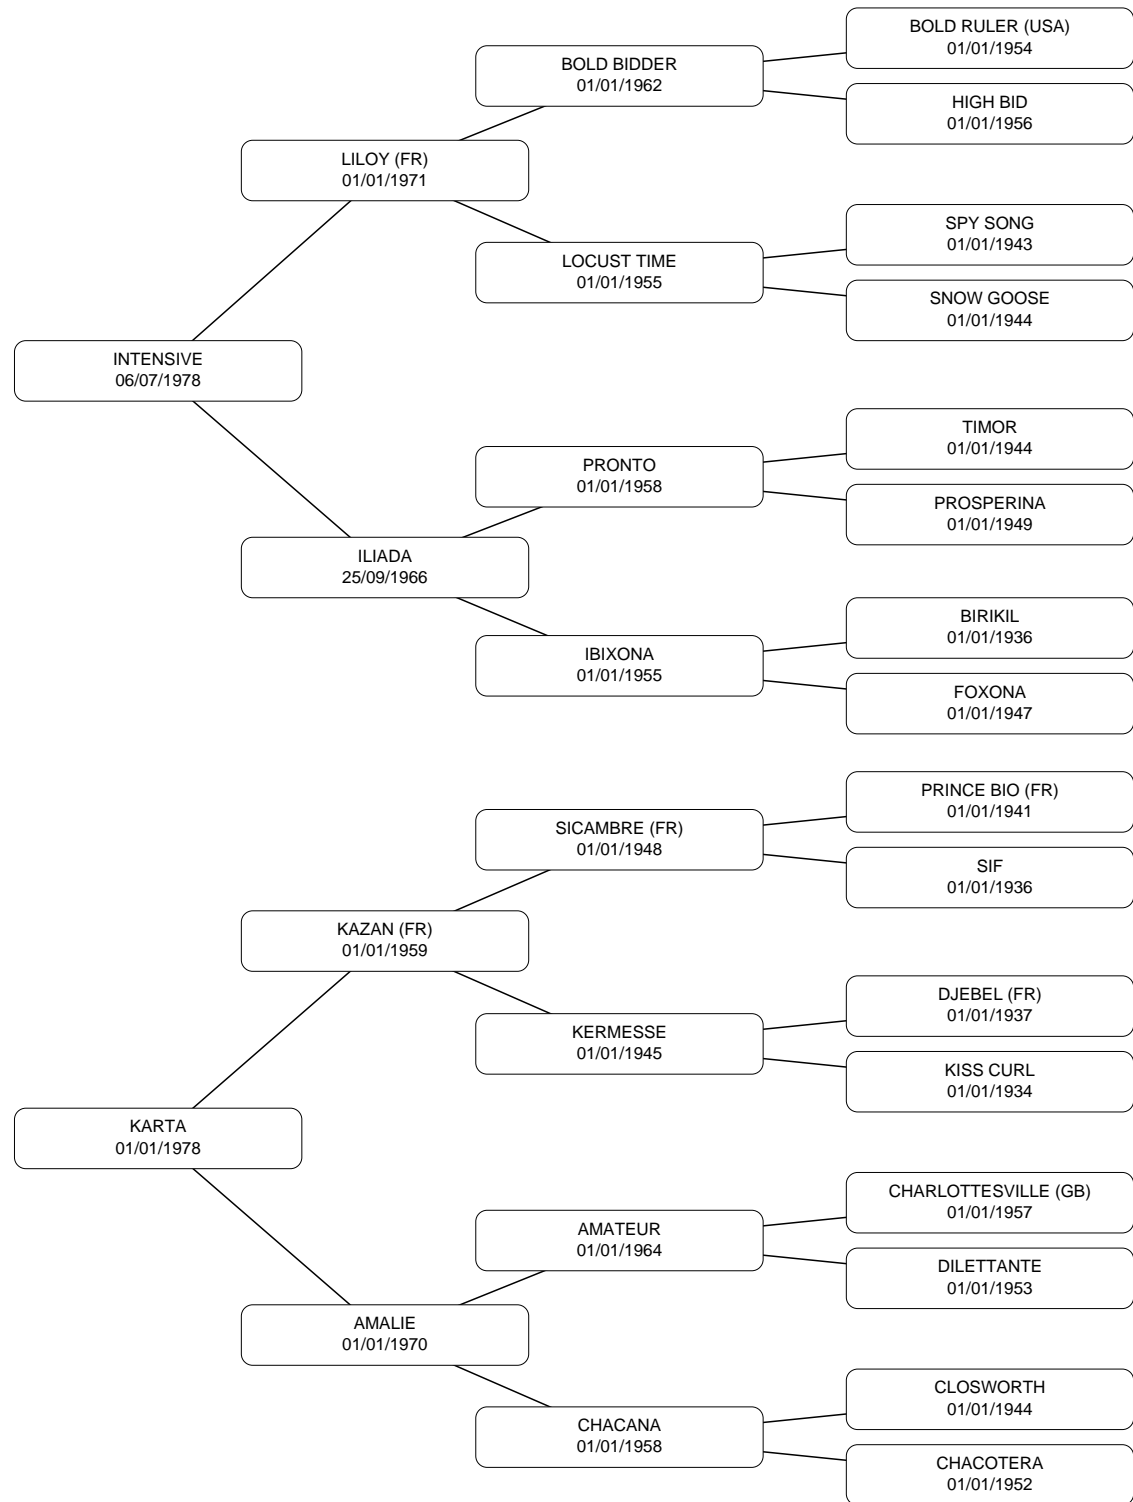 BOLD RULER (USA)
01/01/1954
BOLD BIDDER
01/01/1962
HIGH BID
01/01/1956
LILOY (FR)
01/01/1971
SPY SONG
01/01/1943
LOCUST TIME
01/01/1955
SNOW GOOSE
01/01/1944
INTENSIVE
06/07/1978
TIMOR
01/01/1944
PRONTO
01/01/1958
PROSPERINA
01/01/1949
ILIADA
25/09/1966
BIRIKIL
01/01/1936
IBIXONA
01/01/1955
FOXONA
01/01/1947
PRINCE BIO (FR)
01/01/1941
SICAMBRE (FR)
01/01/1948
SIF
01/01/1936
KAZAN (FR)
01/01/1959
DJEBEL (FR)
01/01/1937
KERMESSE
01/01/1945
KISS CURL
01/01/1934
KARTA
01/01/1978
CHARLOTTESVILLE (GB)
01/01/1957
AMATEUR
01/01/1964
DILETTANTE
01/01/1953
AMALIE
01/01/1970
CLOSWORTH
01/01/1944
CHACANA
01/01/1958
CHACOTERA
01/01/1952